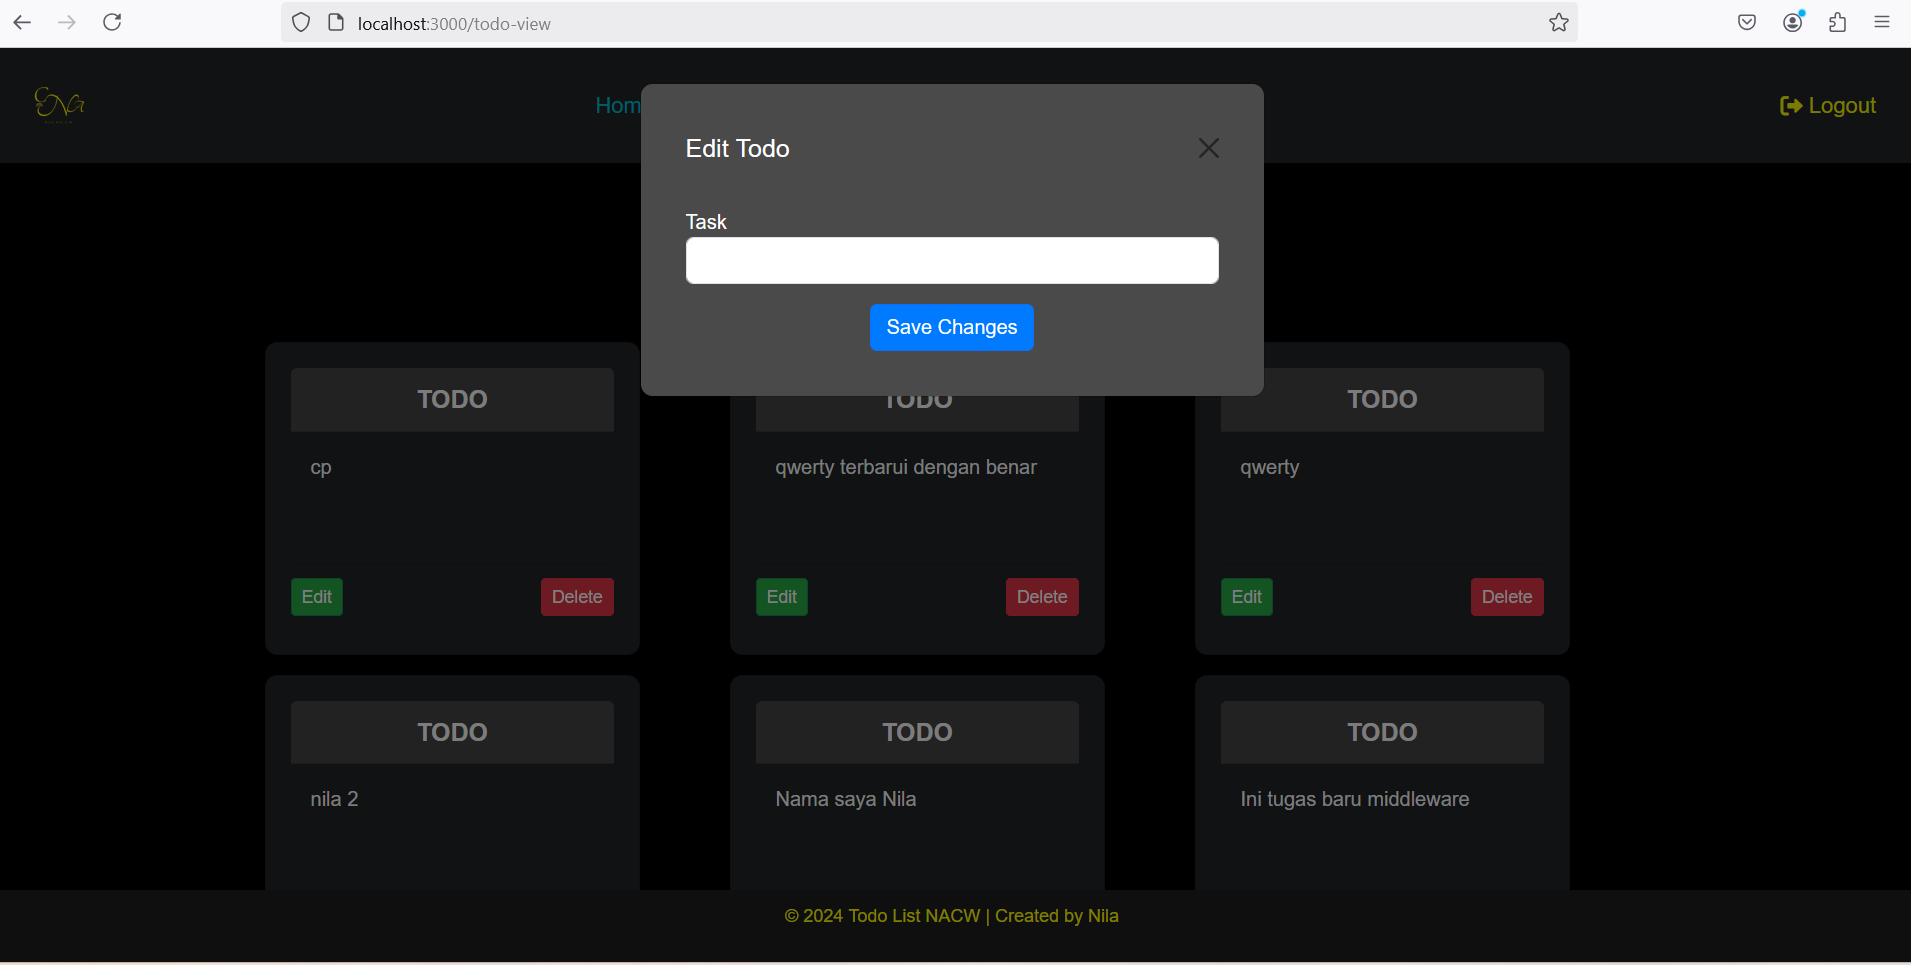 localhost:3000/todo-view
Hom
Logout
Edit Todo
Task
Save Changes
TODO
TODO
TODO
cp
qwerty terbarui dengan benar
qwerty
Edit
Delete
Edit
Delete
Edit
Delete
TODO
TODO
TODO
nila 2
Nama saya Nila
Ini tugas baru middleware
© 2024 Todo List NACW | Created by Nila